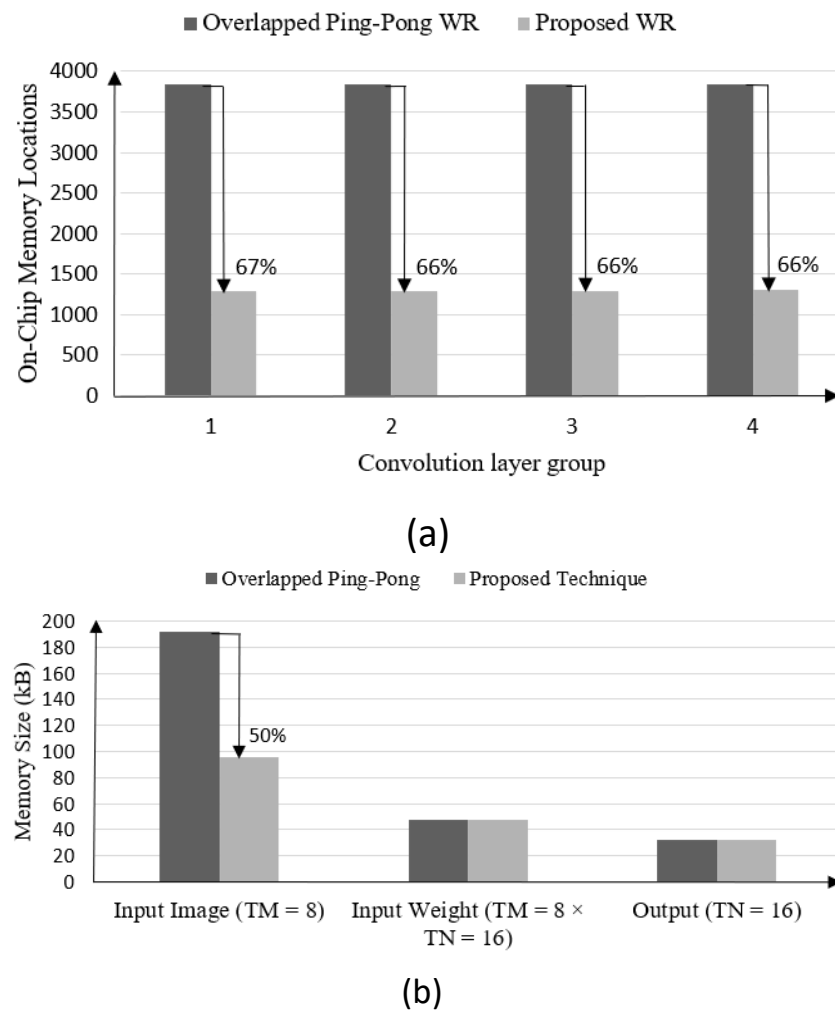 Overlapped Ping-Pong WR Proposed WR
On-Chip Memory Locations
4000
3500
3000
2500
2000
1500
1000
500
0
67% 66% 66% 66%
1 2 3 4
Convolution layer group
(a)
Overlapped Ping-Pong Proposed Technique
Memory Size (kB)
200
180
160
140
120
100
80
60
40
20
0
50%
Input Image (TM = 8) Input Weight (TM = 8 × Output (TN = 16)
TN = 16)
(b)